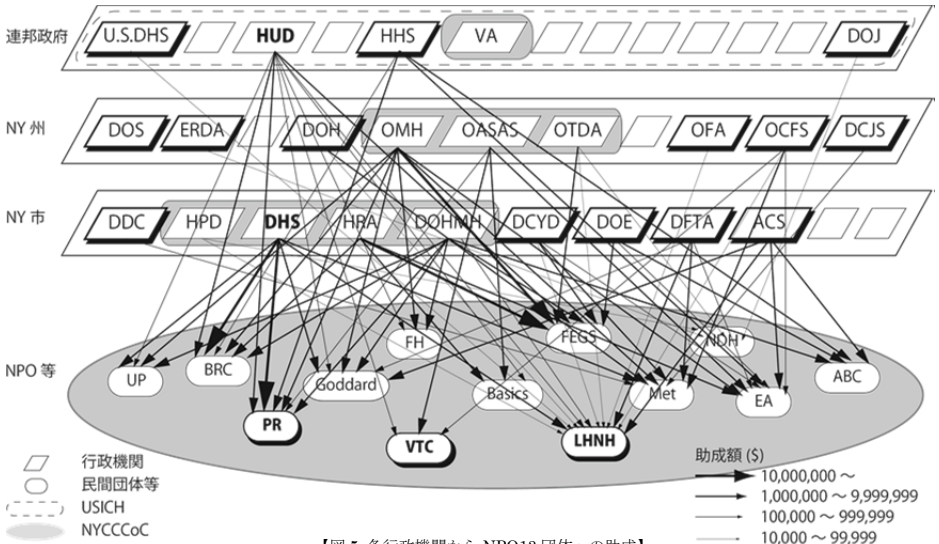 連邦政府
U.S.DHS HUD HHS VA DOJ
NY 州
DOS ERDA DOH OMH OASAS OTDA OFA OCFS DCJS
NY 市
DDC HPD DHS HRA DOHMH DCYD DOE DFTA ACS
NPO 等
FH FEGS NDH
UP BRC Goddard Basics Met EA ABC
PR VTC LHNH
行政機関
民間団体等
USICH
NYCCCoC
助成額 ($)
10,000,000 ～
1,000,000 ～ 9,999,999
100,000 ～ 999,999
10,000 ～ 99,999